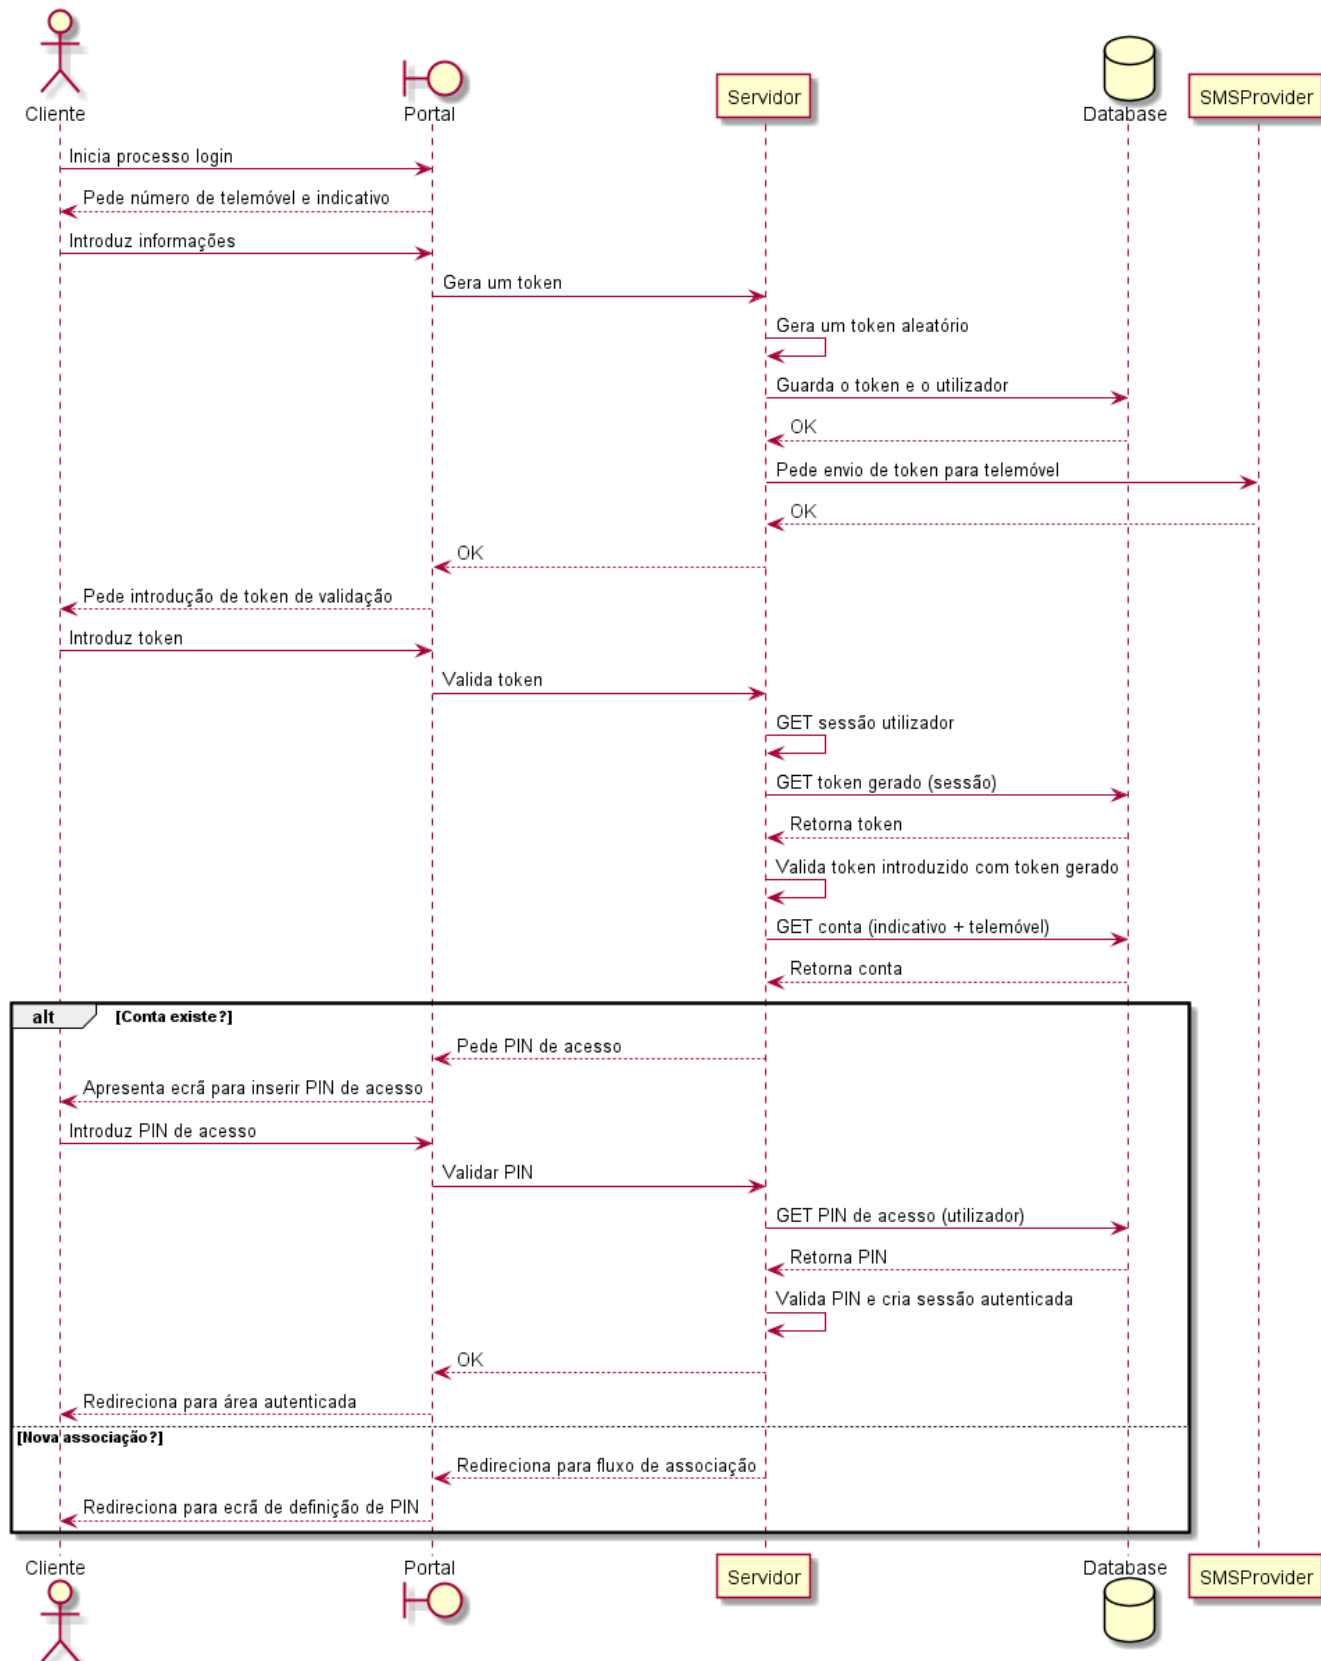 Cliente
Portal
Servidor
Database
SMSProvider
Inicia processo login
Pede número de telemóvel e indicativo
Introduz informações
Gera um token
Gera um token aleatório
Guarda o token e o utilizador
OK
Pede envio de token para telemóvel
OK
OK
Pede introdução de token de validação
Introduz token
Valida token
GET sessão utilizador
GET token gerado (sessão)
Retorna token
Valida token introduzido com token gerado
GET conta (indicativo + telemóvel)
Retorna conta
alt [Conta existe?]
Pede PIN de acesso
Apresenta ecrã para inserir PIN de acesso
Introduz PIN de acesso
Validar PIN
GET PIN de acesso (utilizador)
Retorna PIN
Valida PIN e cria sessão autenticada
OK
Redireciona para área autenticada
[Nova associação?]
Redireciona para fluxo de associação
Redireciona para ecrã de definição de PIN
Cliente
Portal
Servidor
Database
SMSProvider